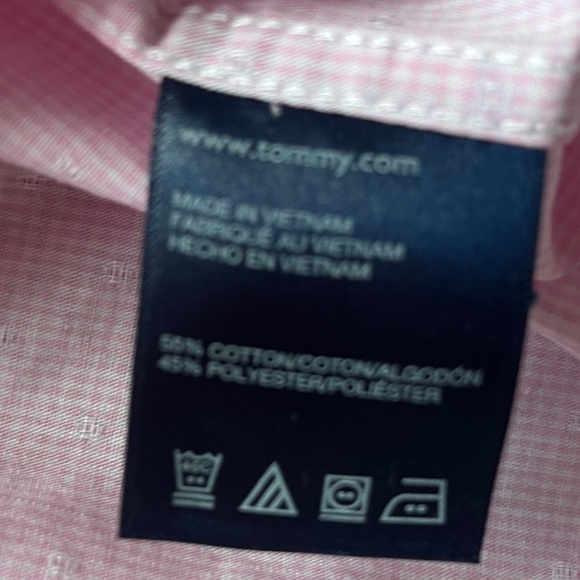 www.tommy.com
MADE IN VIETNAM
FABRIQUÉ AU VIETNAM
HECHO EN VIETNAM
55% COTTON/COTON/ALGODÓN
45% POLYESTER/POLIÉSTER